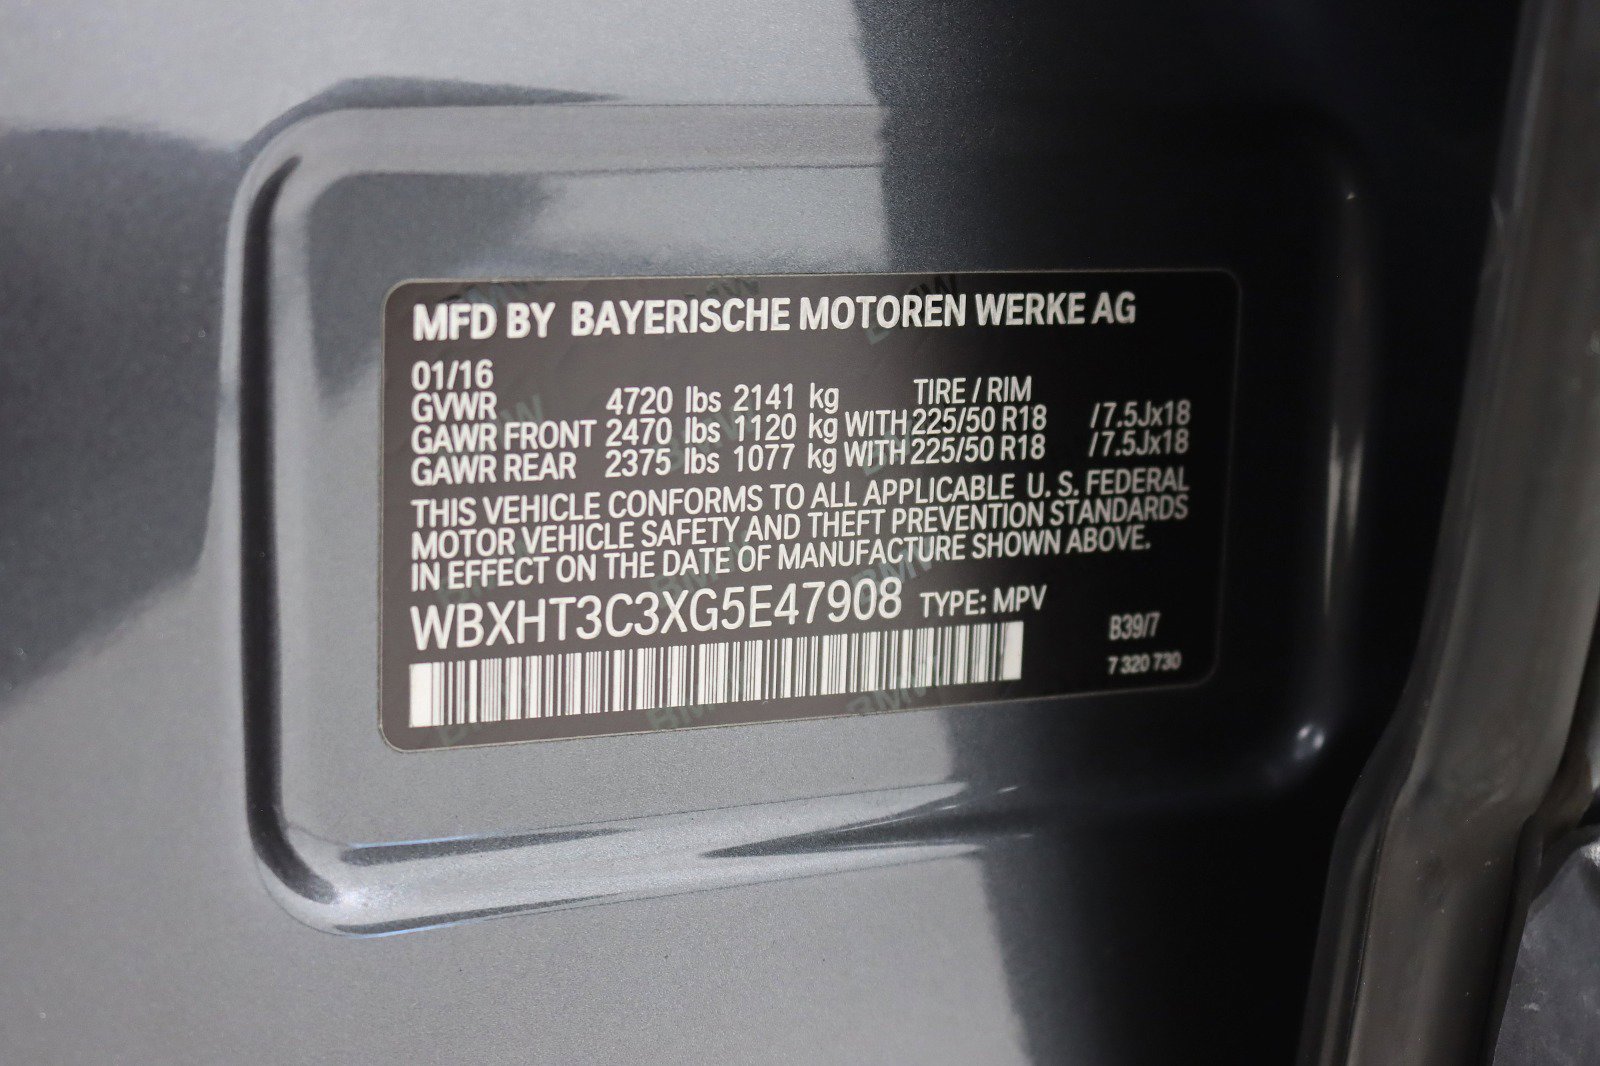 MFD BY BAYERISCHE MOTOREN WERKE AG
01/16
GVWR 4720 lbs 2141 kg TIRE / RIM
GAWR FRONT 2470 lbs 1120 kg WITH 225/50 R18 /7.5Jx18
GAWR REAR 2375 lbs 1077 kg WITH 225/50 R18 /7.5Jx18
THIS VEHICLE CONFORMS TO ALL APPLICABLE U. S. FEDERAL
MOTOR VEHICLE SAFETY AND THEFT PREVENTION STANDARDS
IN EFFECT ON THE DATE OF MANUFACTURE SHOWN ABOVE.
WBXHT3C3XG5E47908 TYPE: MPV
B39/7
7 320 730